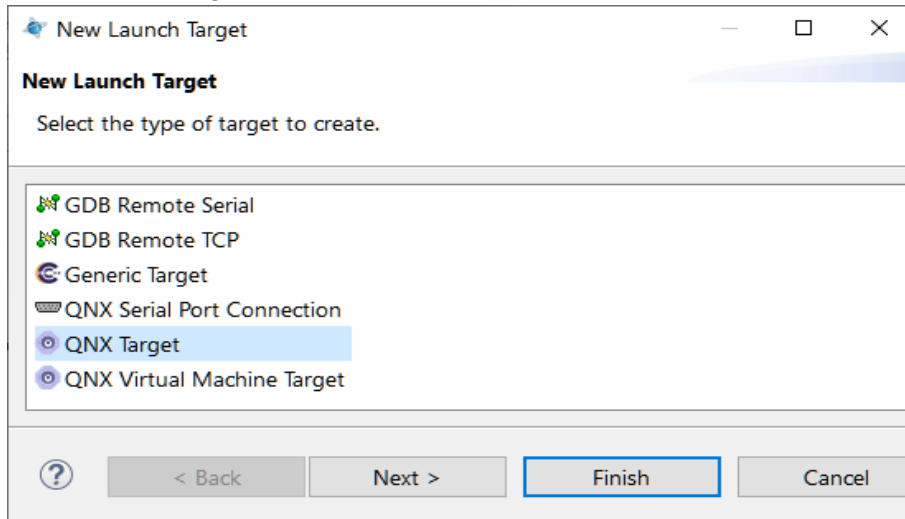 New Launch Target
New Launch Target
Select the type of target to create.
GDB Remote Serial
GDB Remote TCP
Generic Target
QNX Serial Port Connection
QNX Target
QNX Virtual Machine Target
? < Back Next > Finish Cancel